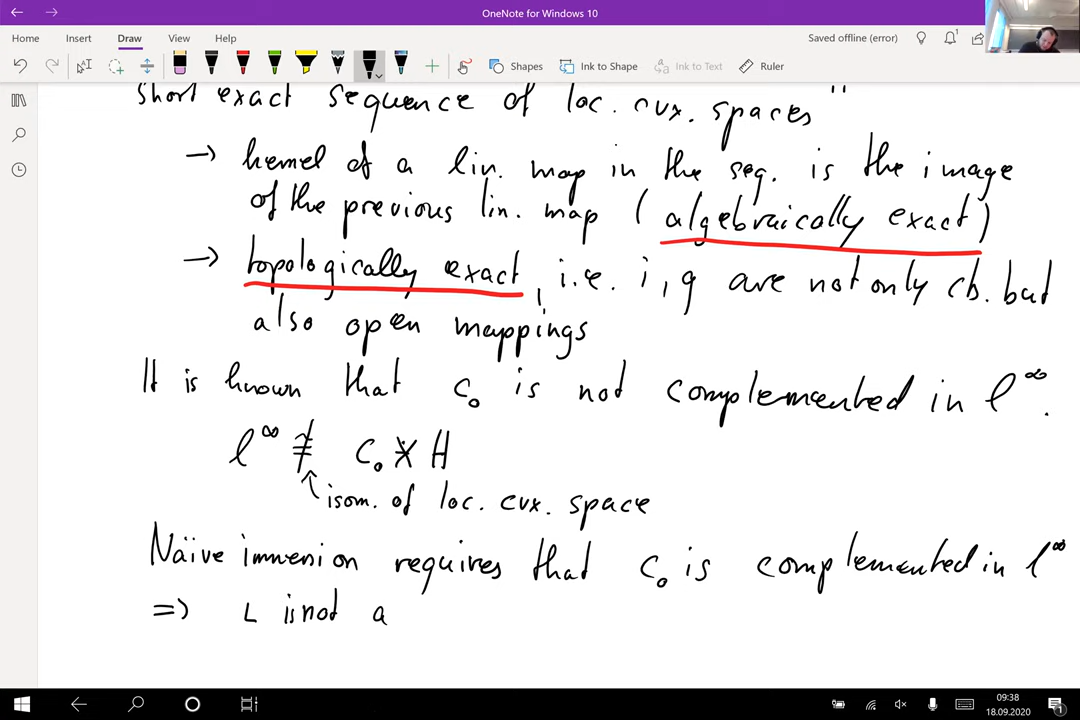 OneNote for Windows 10
Home Insert Draw View Help Saved offline (error)
Shapes Ink to Shape Ink to Text Ruler
short exact sequence of loc. cvx. spaces"
→ kernel of a lin. map in the seq. is the image
of the previous lin. map (algebraically exact)
→ topologically exact, i.e. i, q are not only cb. but
also open mappings
It is known that c₀ is not complemented in l^∞.
l^∞ ≇ c₀ × H
↑ isom. of loc. cvx. space
Naïve immersion requires that c₀ is complemented in l^∞
=> L is not a
09:38
18.09.2020